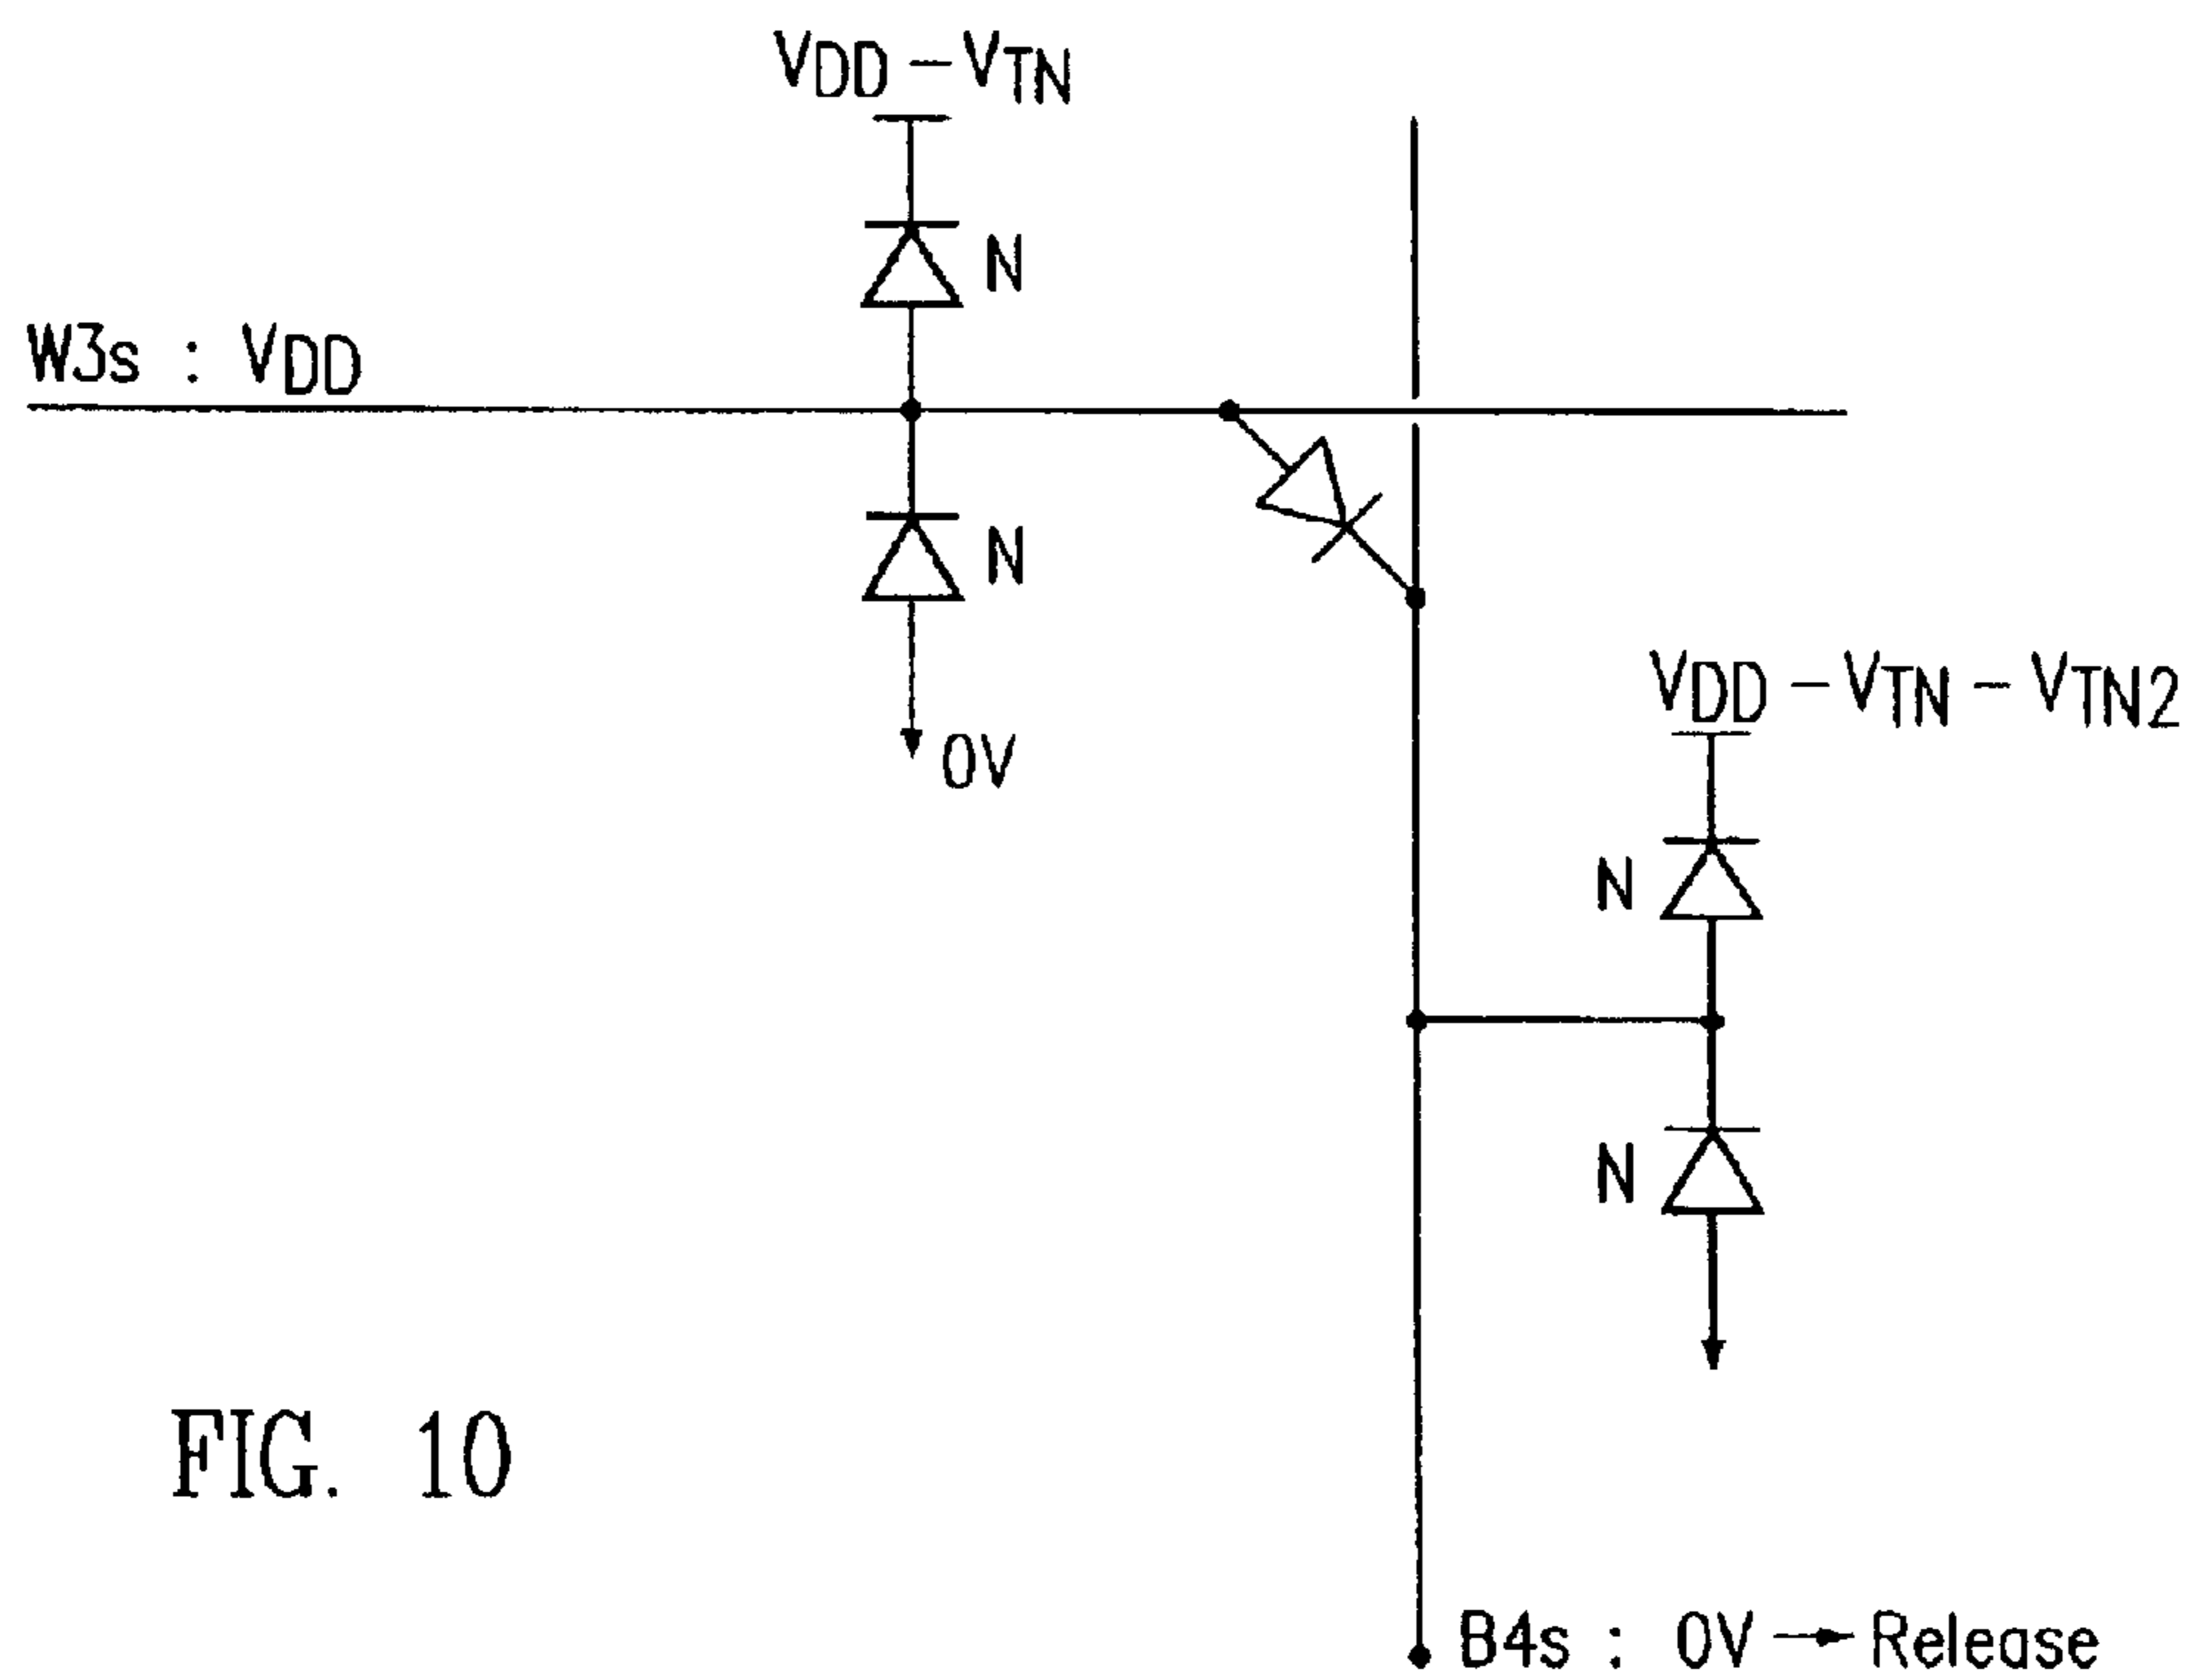 VDD – VTN
N
W3s : VDD
N
0V
VDD – VTN – VTN2
N
N
FIG. 10
B4s : 0V → Release